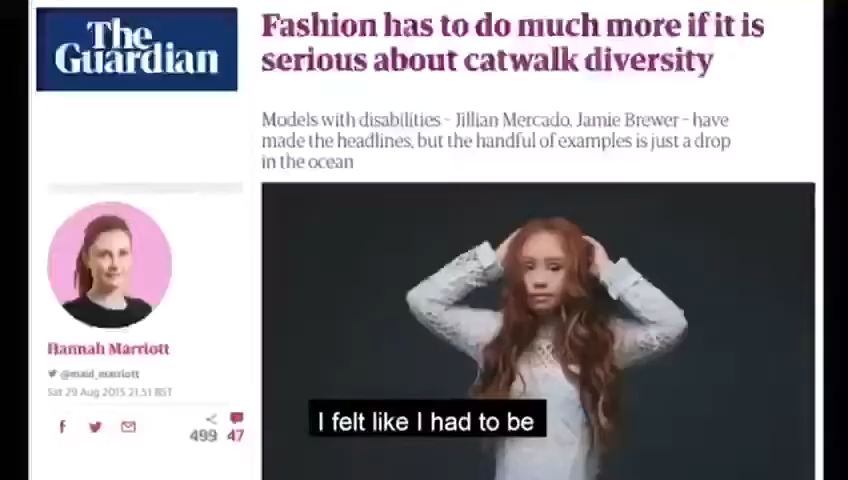 The
Guardian
Fashion has to do much more if it is
serious about catwalk diversity
Models with disabilities - Jillian Mercado, Jamie Brewer - have
made the headlines, but the handful of examples is just a drop
in the ocean
Hannah Marriott
@maid_marriott
Sat 29 Aug 2015 21.51 BST
499 47
I felt like I had to be